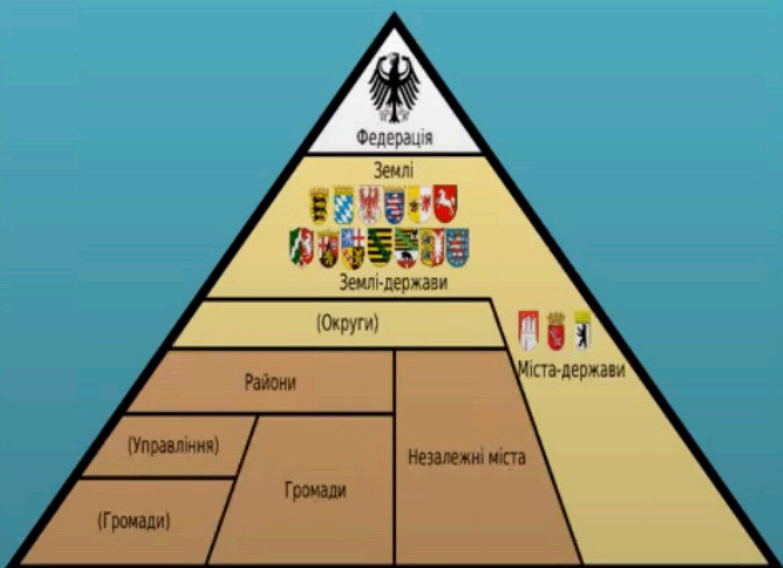 Федерація
Землі
Землі-держави
(Округи)
Міста-держави
Райони
(Управління)
Незалежні міста
Громади
(Громади)